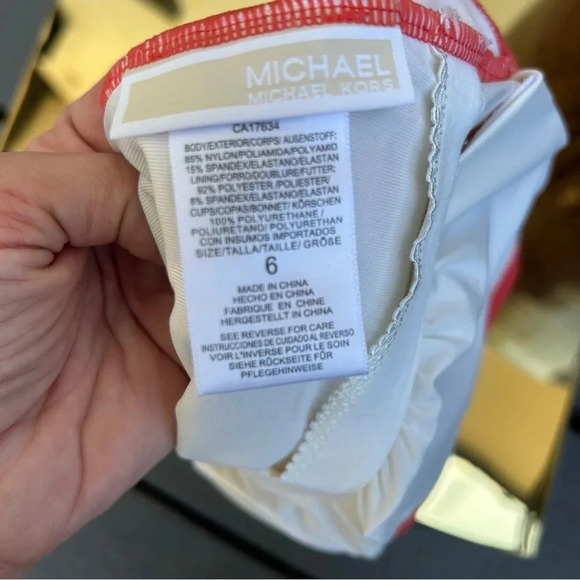 MICHAEL
MICHAEL KORS
CA17634
BODY/EXTERIOR/CORPS/ AUSENSTOFF:
85% NYLON/POLIAMIDA/POLYAMID
15% SPANDEX/ELASTANO/ELASTAN
LINING/FORRO/DOUBLURE/FUTTER:
92% POLYESTER /POLIESTER/
8% SPANDEX/ELASTANO/ELASTAN
CUPS/COPAS/BONNET/ KÖRBCHEN
100% POLYURETHANE /
POLIURETANO / POLYURETHAN
CON INSUMOS IMPORTADOS
SIZE/TALLA/TAILLE/ GRÖßE
6
MADE IN CHINA
HECHO EN CHINA
FABRIQUE EN CHINE
HERGESTELLT IN CHINA
SEE REVERSE FOR CARE
INSTRUCCIONES DE CUIDADO AL REVERSO
VOIR L'INVERSE POUR LE SOIN
SIEHE RÜCKSEITE FÜR
PFLEGEHINWEISE